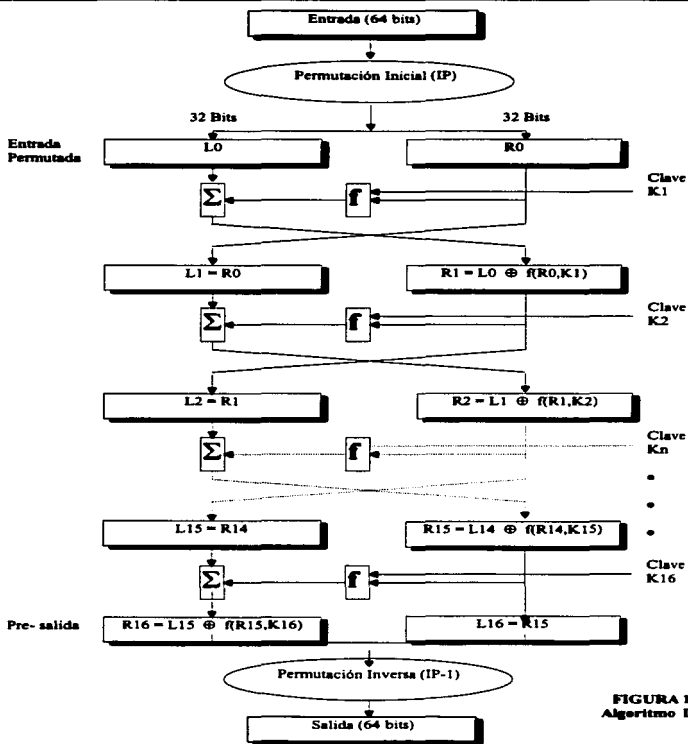 Entrada (64 bits)
Permutación Inicial (IP)
32 Bits
32 Bits
Entrada
Permutada
L0
R0
Σ
f
Clave
K1
L1 = R0
R1 = L0 ⊕ f(R0,K1)
Σ
f
Clave
K2
L2 = R1
R2 = L1 ⊕ f(R1,K2)
Σ
f
Clave
Kn
L15 = R14
R15 = L14 ⊕ f(R14,K15)
Σ
f
Clave
K16
Pre- salida
R16 = L15 ⊕ f(R15,K16)
L16 = R15
Permutación Inversa (IP-1)
FIGURA 1
Algoritmo
Salida (64 bits)